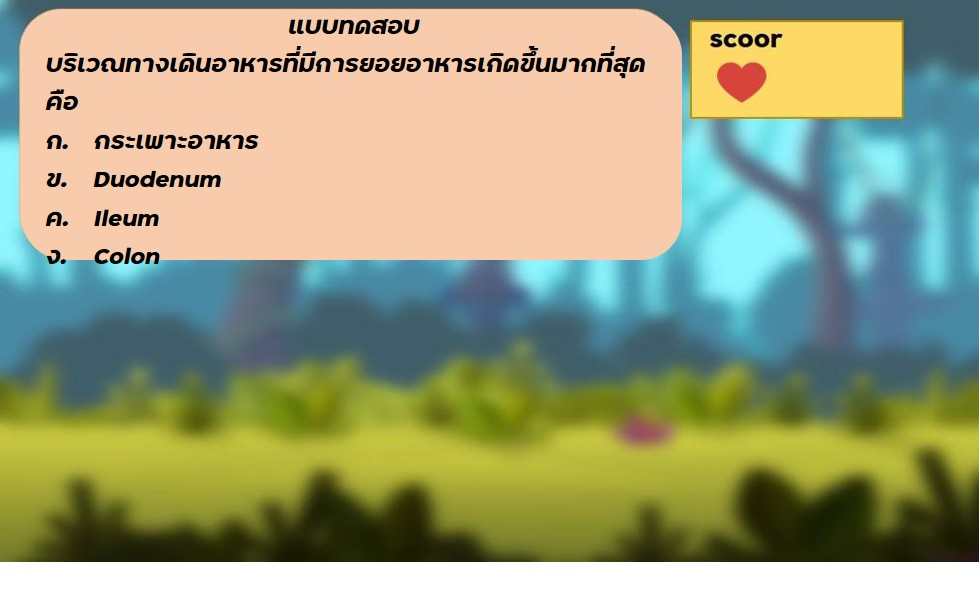 แบบทดสอบ
บริเวณทางเดินอาหารที่มีการยอยอาหารเกิดขึ้นมากที่สุด
คือ
ก. กระเพาะอาหาร
ข. Duodenum
ค. Ileum
ง. Colon
scoor